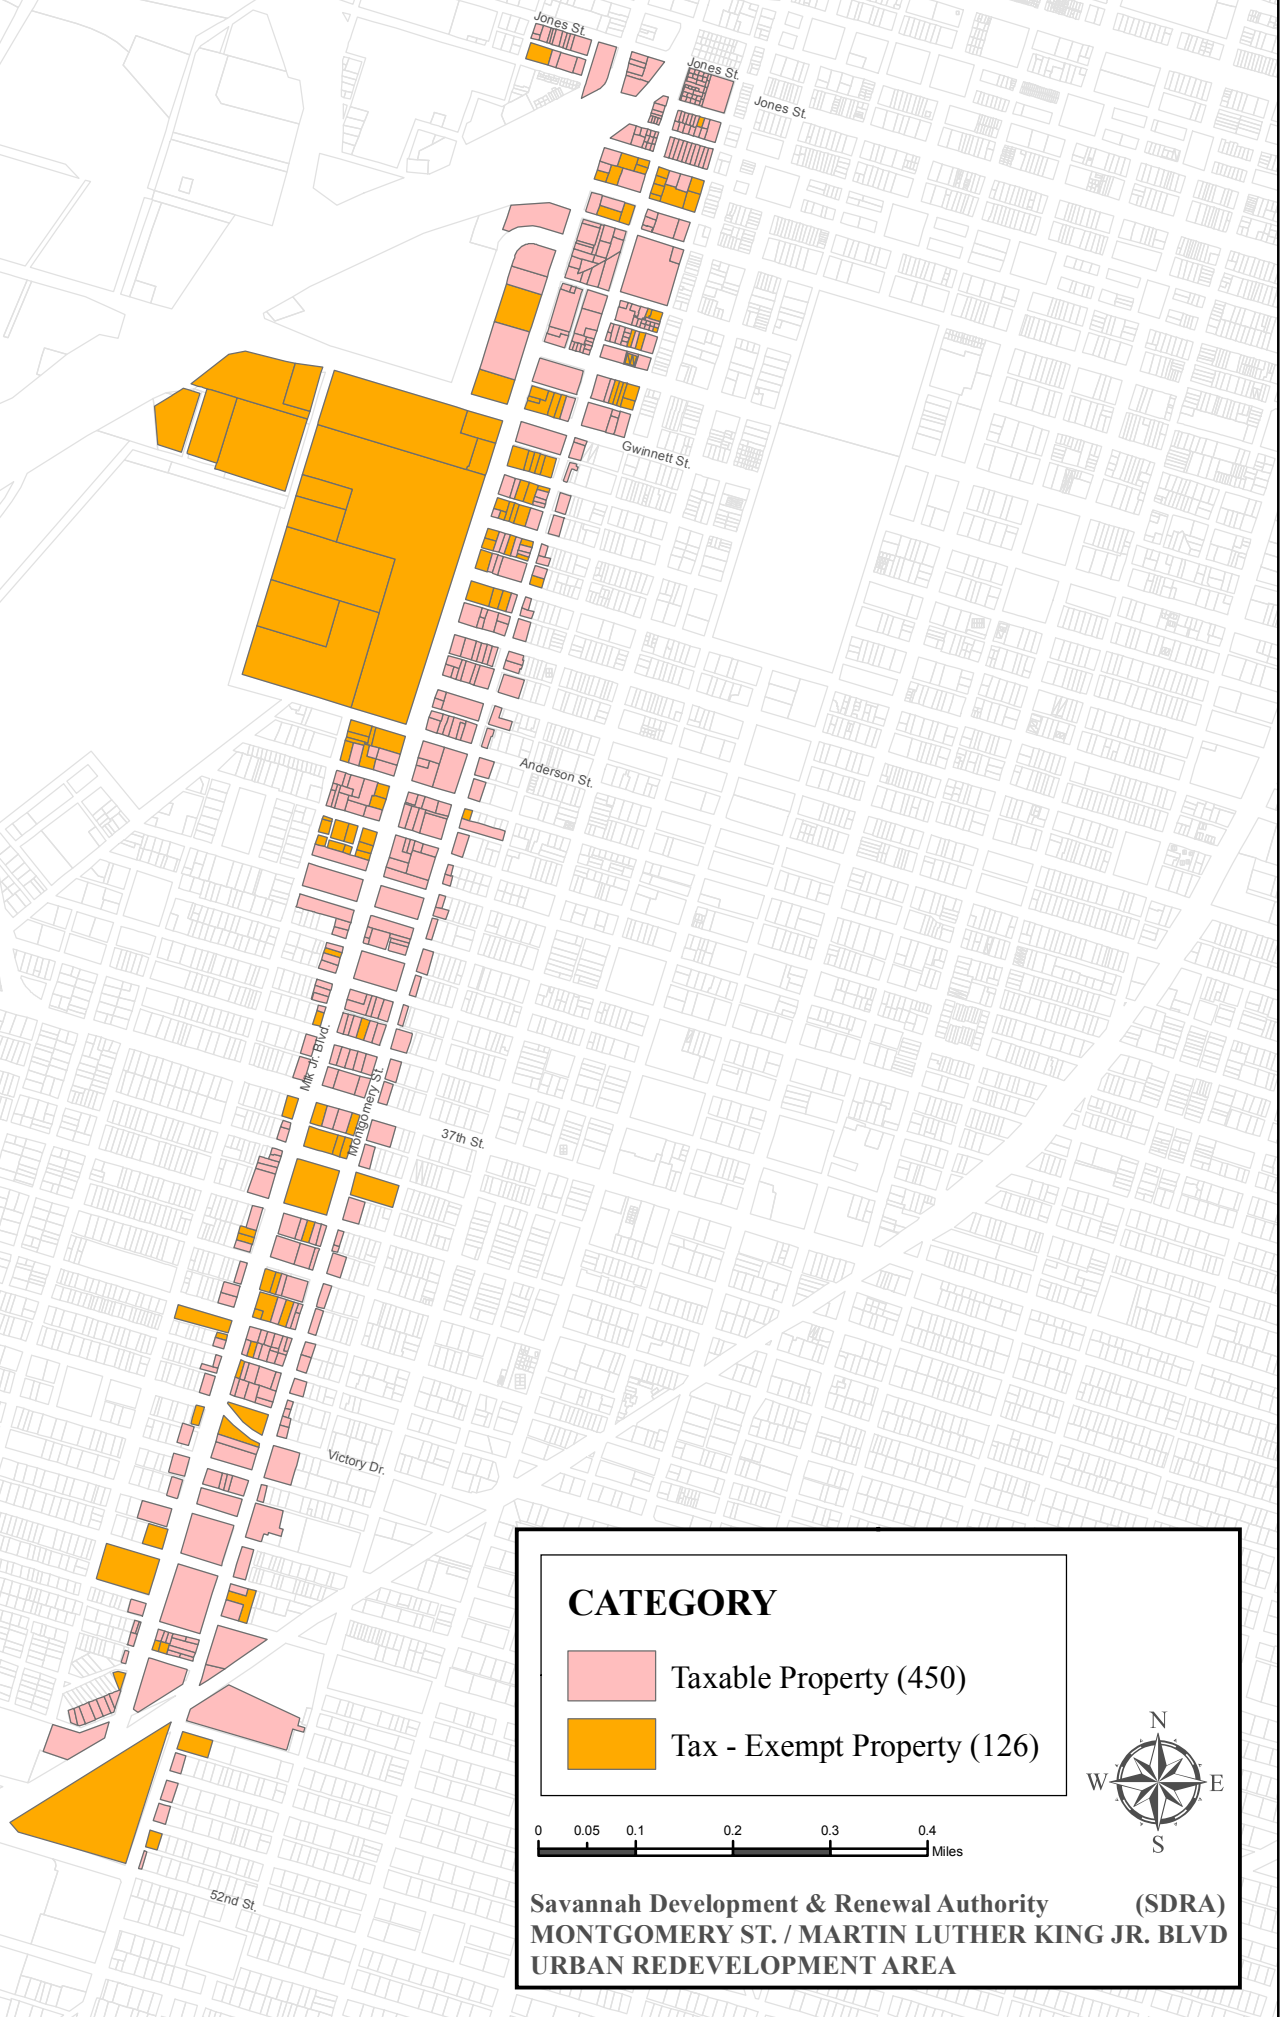 Jones St.
Jones St.
Jones St.
Gwinnett St.
Anderson St.
Mlk Jr. Blvd.
Montgomery St.
37th St.
Victory Dr.
52nd St.
CATEGORY
Taxable Property (450)
Tax - Exempt Property (126)
N
W E
S
0 0.05 0.1 0.2 0.3 0.4
Miles
Savannah Development & Renewal Authority (SDRA)
MONTGOMERY ST. / MARTIN LUTHER KING JR. BLVD
URBAN REDEVELOPMENT AREA